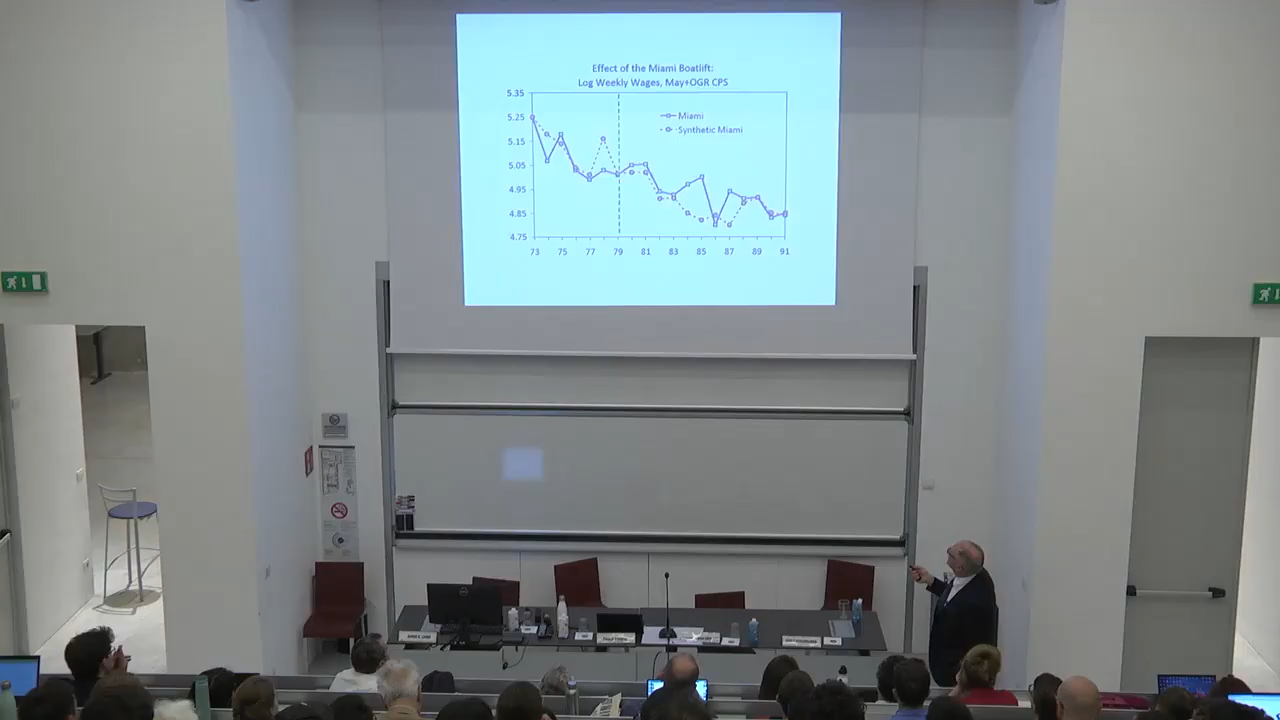 Effect of the Miami Boatlift:
Log Weekly Wages, May+OGR CPS
5.35
5.25
5.15
5.05
4.95
4.85
4.75
Miami
Synthetic Miami
73 75 77 79 81 83 85 87 89 91